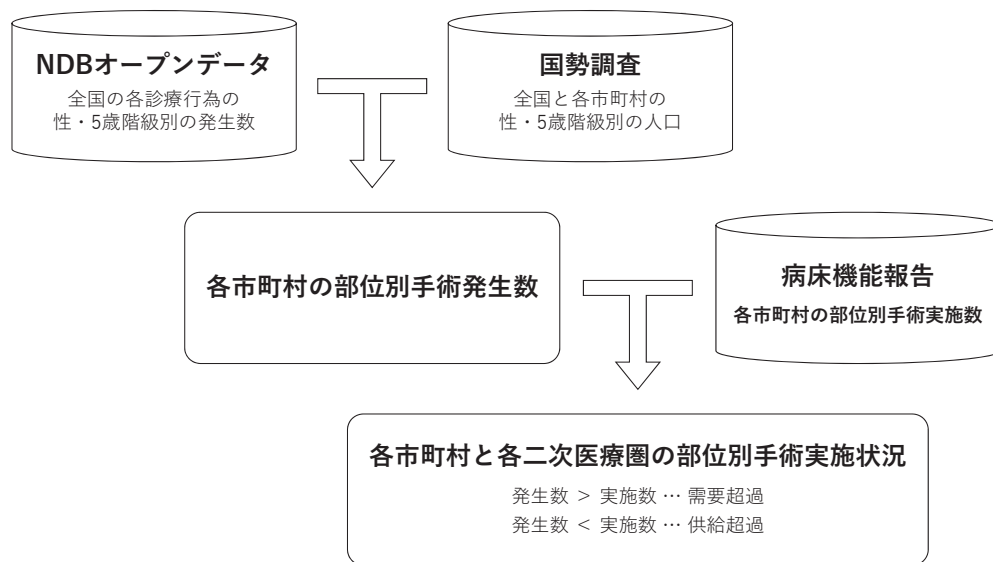 NDBオープンデータ
全国の各診療行為の
性・5歳階級別の発生数
国勢調査
全国と各市町村の
性・5歳階級別の人口
各市町村の部位別手術発生数
病床機能報告
各市町村の部位別手術実施数
各市町村と各二次医療圏の部位別手術実施状況
発生数 > 実施数 … 需要超過
発生数 < 実施数 … 供給超過